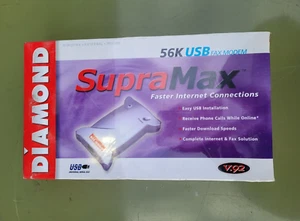 56K USB FAX MODEM
DIAMOND
SupraMax™
Faster Internet Connections
Easy USB Installation
Receive Phone Calls While Online*
Faster Download Speeds
Complete Internet & Fax Solution
USB
V.92